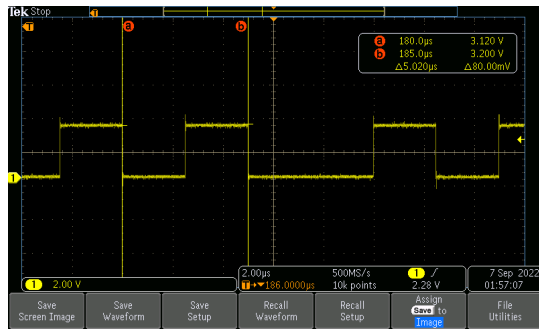 Tek Stop
T
T
a
b
a 180.0µs 3.120 V
b 185.0µs 3.200 V
Δ5.020µs Δ80.00mV
1
1 2.00 V
2.00µs 500MS/s 1
T→▼186.0000µs 10k points 2.28 V
7 Sep 2022
01:57:07
Save
Screen Image
Save
Waveform
Save
Setup
Recall
Waveform
Recall
Setup
Assign
Save to
Image
File
Utilities